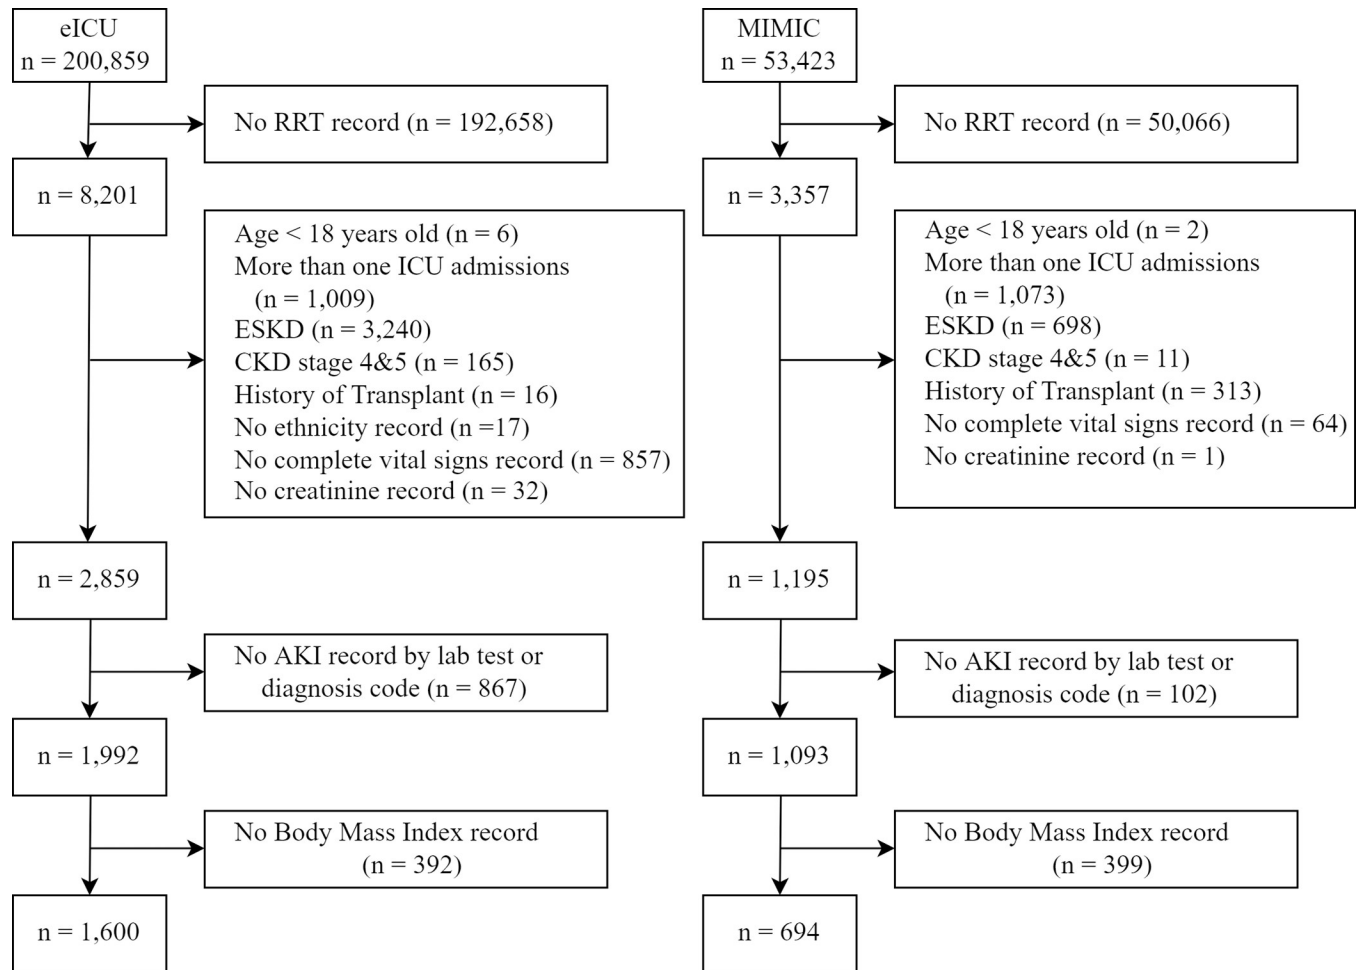 eICU
n = 200,859
No RRT record (n = 192,658)
n = 8,201
Age < 18 years old (n = 6)
More than one ICU admissions
(n = 1,009)
ESKD (n = 3,240)
CKD stage 4&5 (n = 165)
History of Transplant (n = 16)
No ethnicity record (n =17)
No complete vital signs record (n = 857)
No creatinine record (n = 32)
n = 2,859
No AKI record by lab test or
diagnosis code (n = 867)
n = 1,992
No Body Mass Index record
(n = 392)
n = 1,600
MIMIC
n = 53,423
No RRT record (n = 50,066)
n = 3,357
Age < 18 years old (n = 2)
More than one ICU admissions
(n = 1,073)
ESKD (n = 698)
CKD stage 4&5 (n = 11)
History of Transplant (n = 313)
No complete vital signs record (n = 64)
No creatinine record (n = 1)
n = 1,195
No AKI record by lab test or
diagnosis code (n = 102)
n = 1,093
No Body Mass Index record
(n = 399)
n = 694